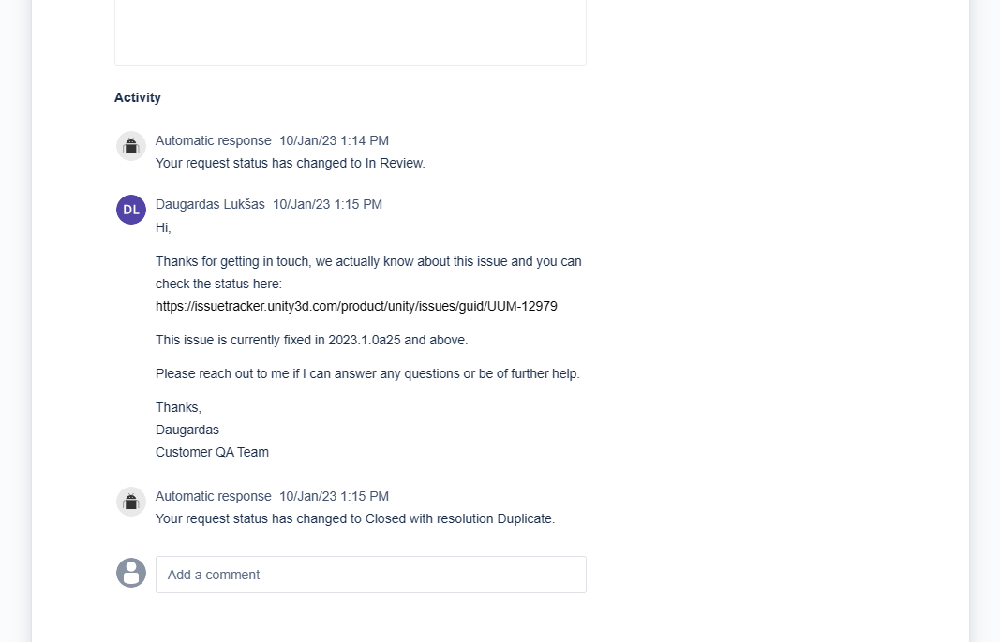 Activity
Automatic response 10/Jan/23 1:14 PM
Your request status has changed to In Review.
DL
Daugardas Lukšas 10/Jan/23 1:15 PM
Hi,
Thanks for getting in touch, we actually know about this issue and you can
check the status here:
https://issuetracker.unity3d.com/product/unity/issues/guid/UUM-12979
This issue is currently fixed in 2023.1.0a25 and above.
Please reach out to me if I can answer any questions or be of further help.
Thanks,
Daugardas
Customer QA Team
Automatic response 10/Jan/23 1:15 PM
Your request status has changed to Closed with resolution Duplicate.
Add a comment